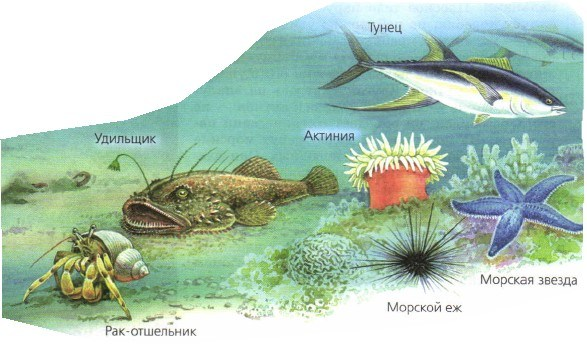 Тунец
Удильщик
Актиния
Морская звезда
Морской еж
Рак-отшельник